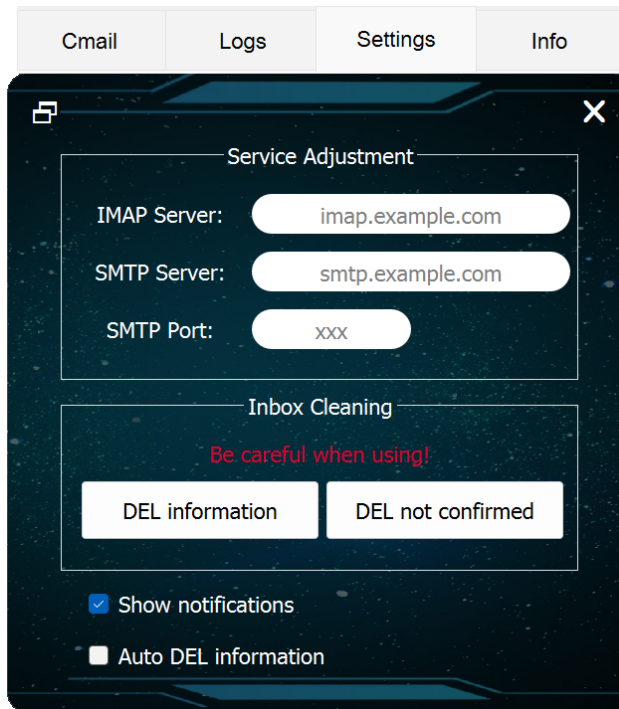 Cmail Logs Settings Info
Service Adjustment
IMAP Server: imap.example.com
SMTP Server: smtp.example.com
SMTP Port: xxx
Inbox Cleaning
Be careful when using!
DEL information DEL not confirmed
Show notifications
Auto DEL information